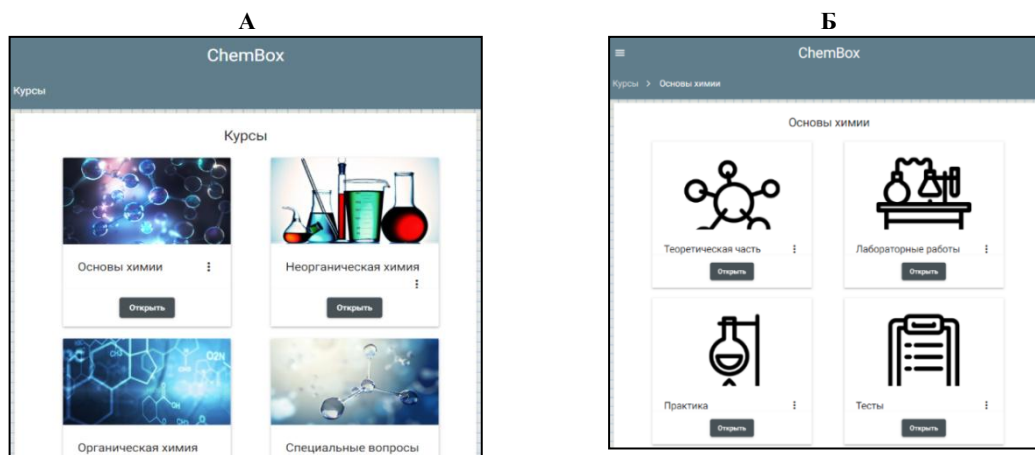 А
ChemBox
Курсы
Курсы
Основы химии
Открыть
Неорганическая химия
Открыть
Органическая химия
Специальные вопросы
Б
ChemBox
Курсы > Основы химии
Основы химии
Теоретическая часть
Открыть
Лабораторные работы
Открыть
Практика
Открыть
Тесты
Открыть